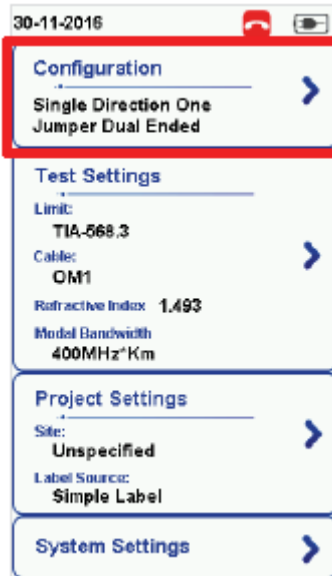 30-11-2016
Configuration
Single Direction One
Jumper Dual Ended
Test Settings
Limit:
TIA-568.3
Cable:
OM1
Refractive Index 1.493
Modal Bandwidth
400MHz*Km
Project Settings
Site:
Unspecified
Label Source:
Simple Label
System Settings